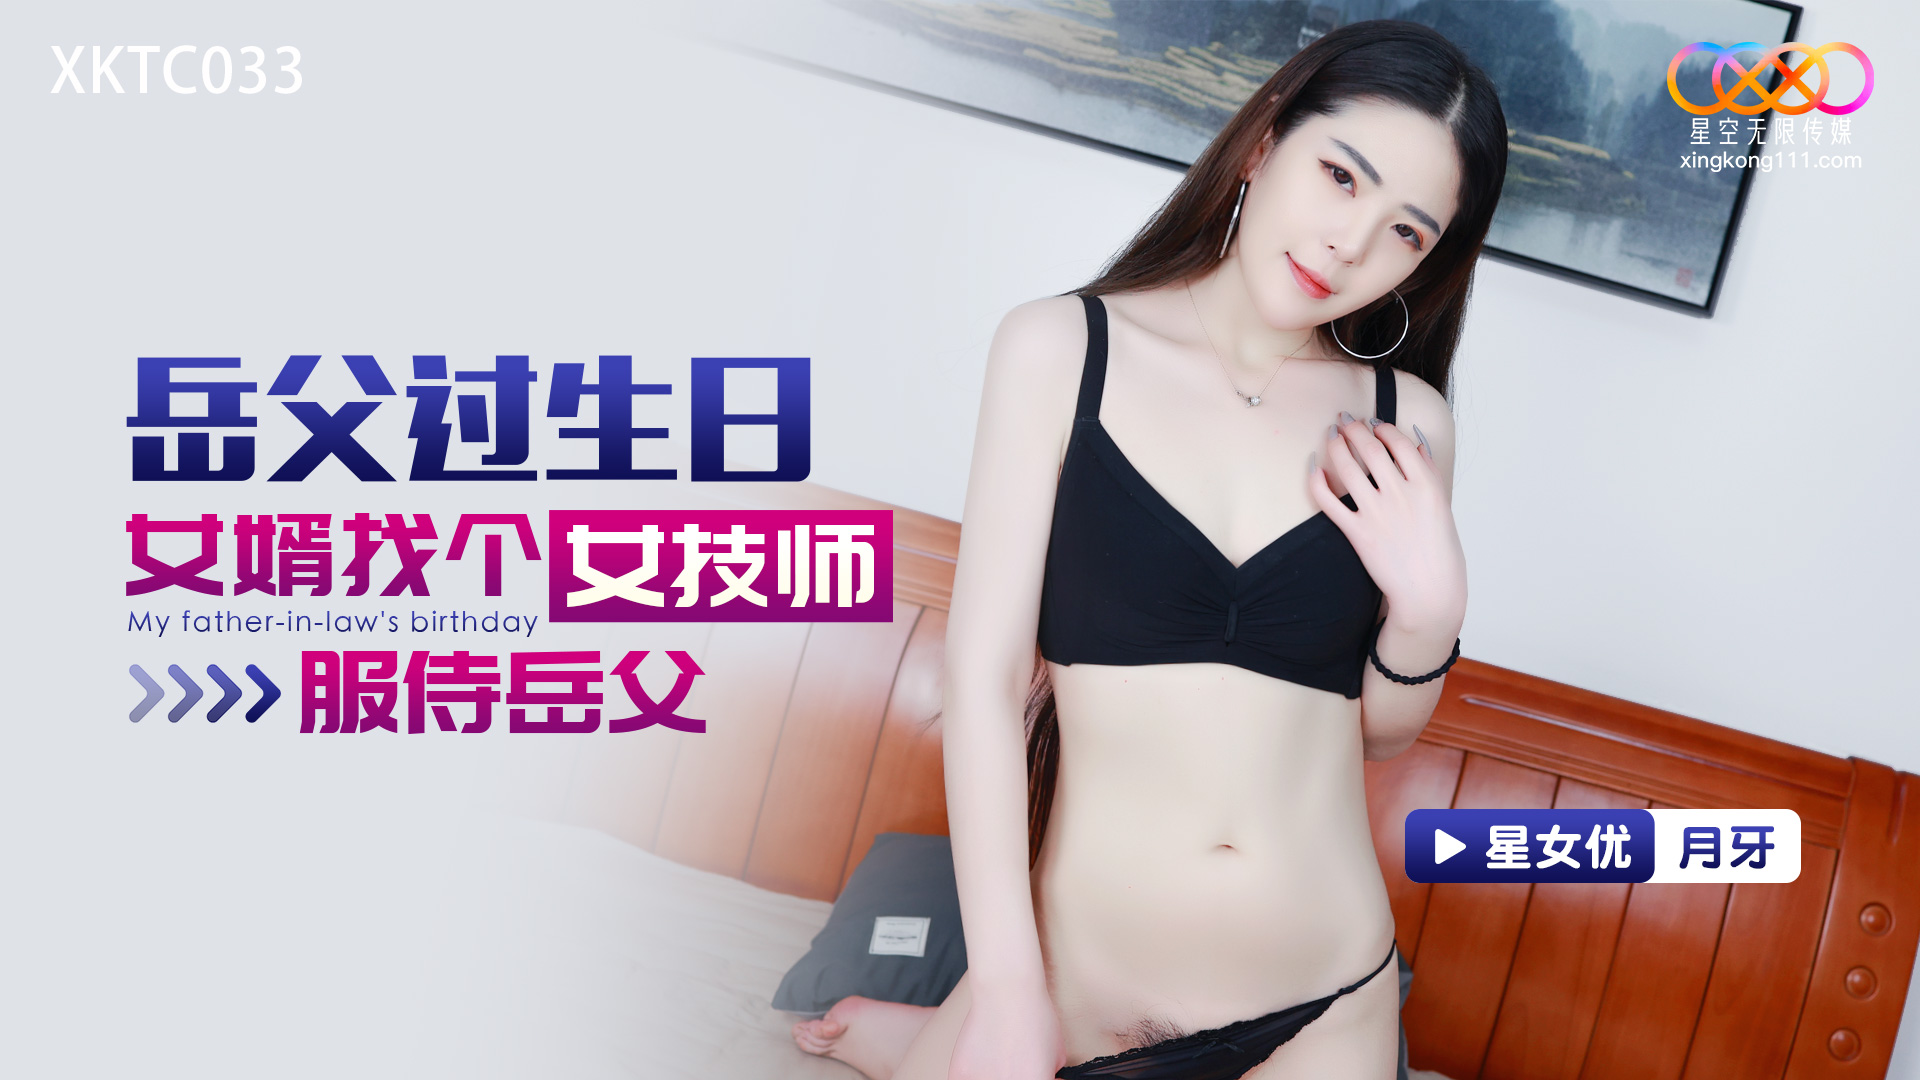 XKTC033
星空无限传媒
xingkong111.com
岳父过生日
女婿找个女技师
My father-in-law's birthday
服侍岳父
星女优 月牙